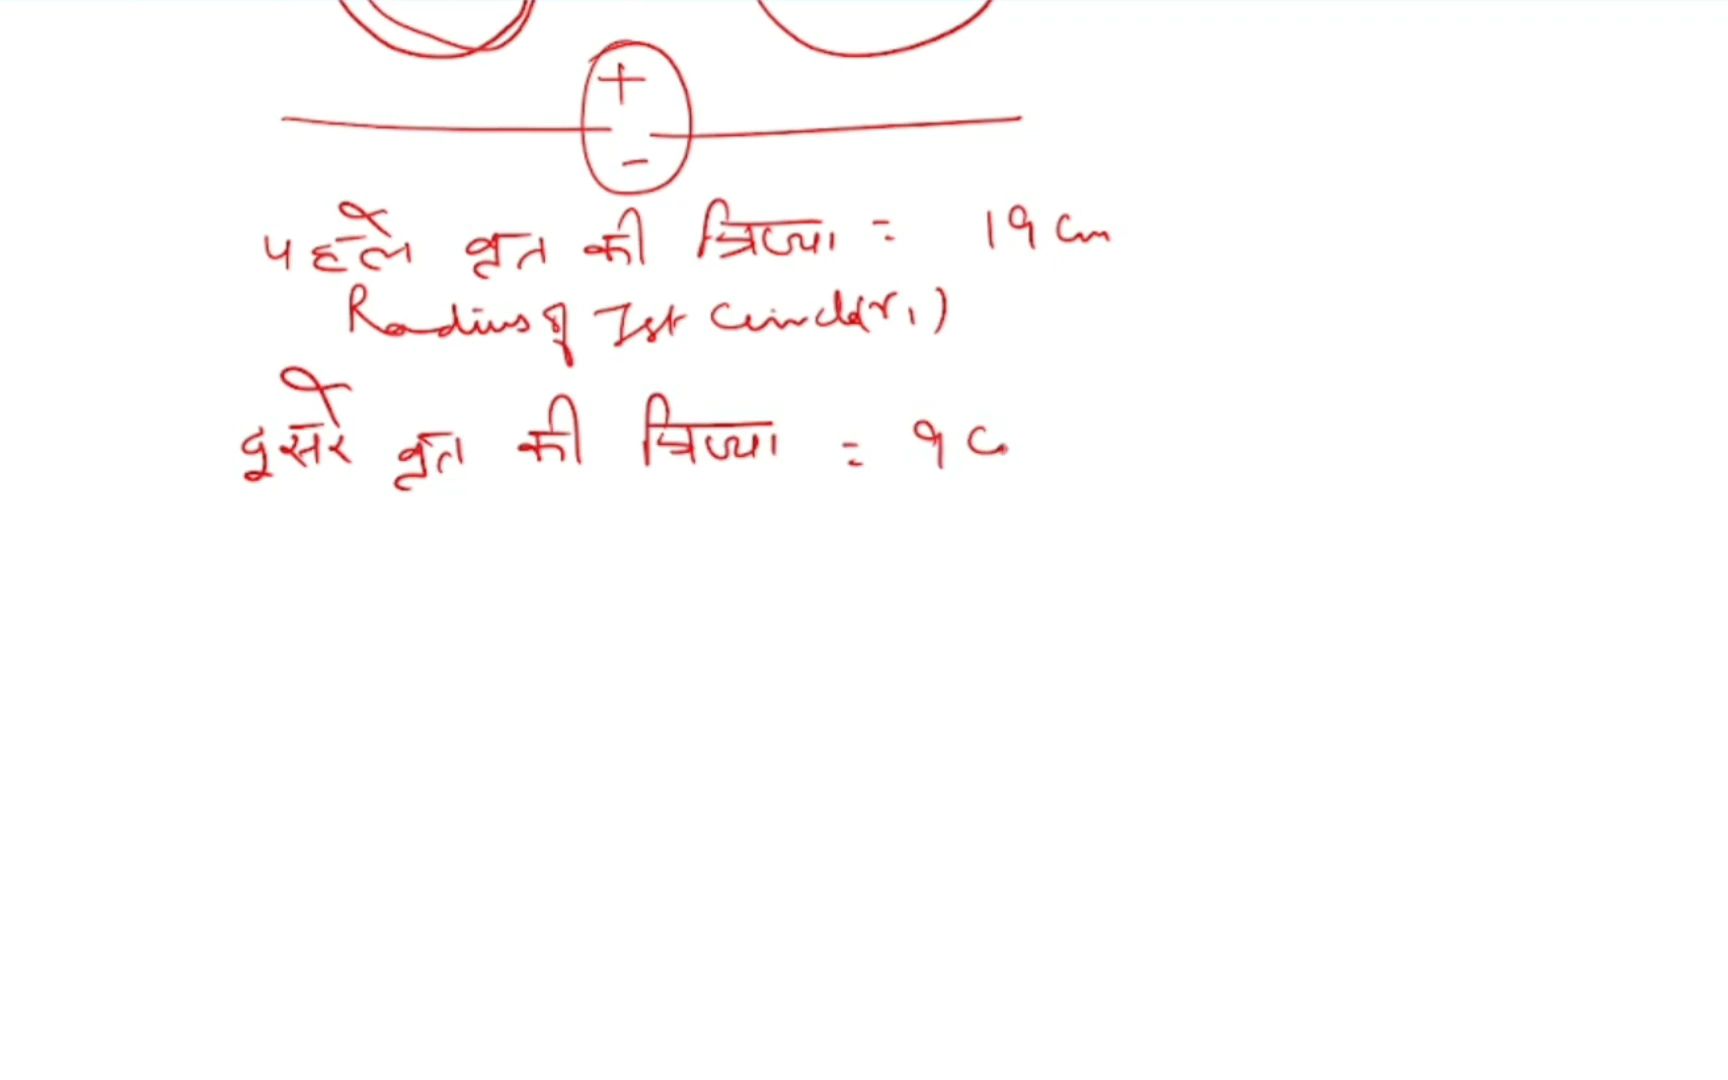 +
-
पहले वृत की त्रिज्या = 19 cm
Radius of Ist Circle(r₁)
दुसरे वृत की त्रिज्या = 9 c